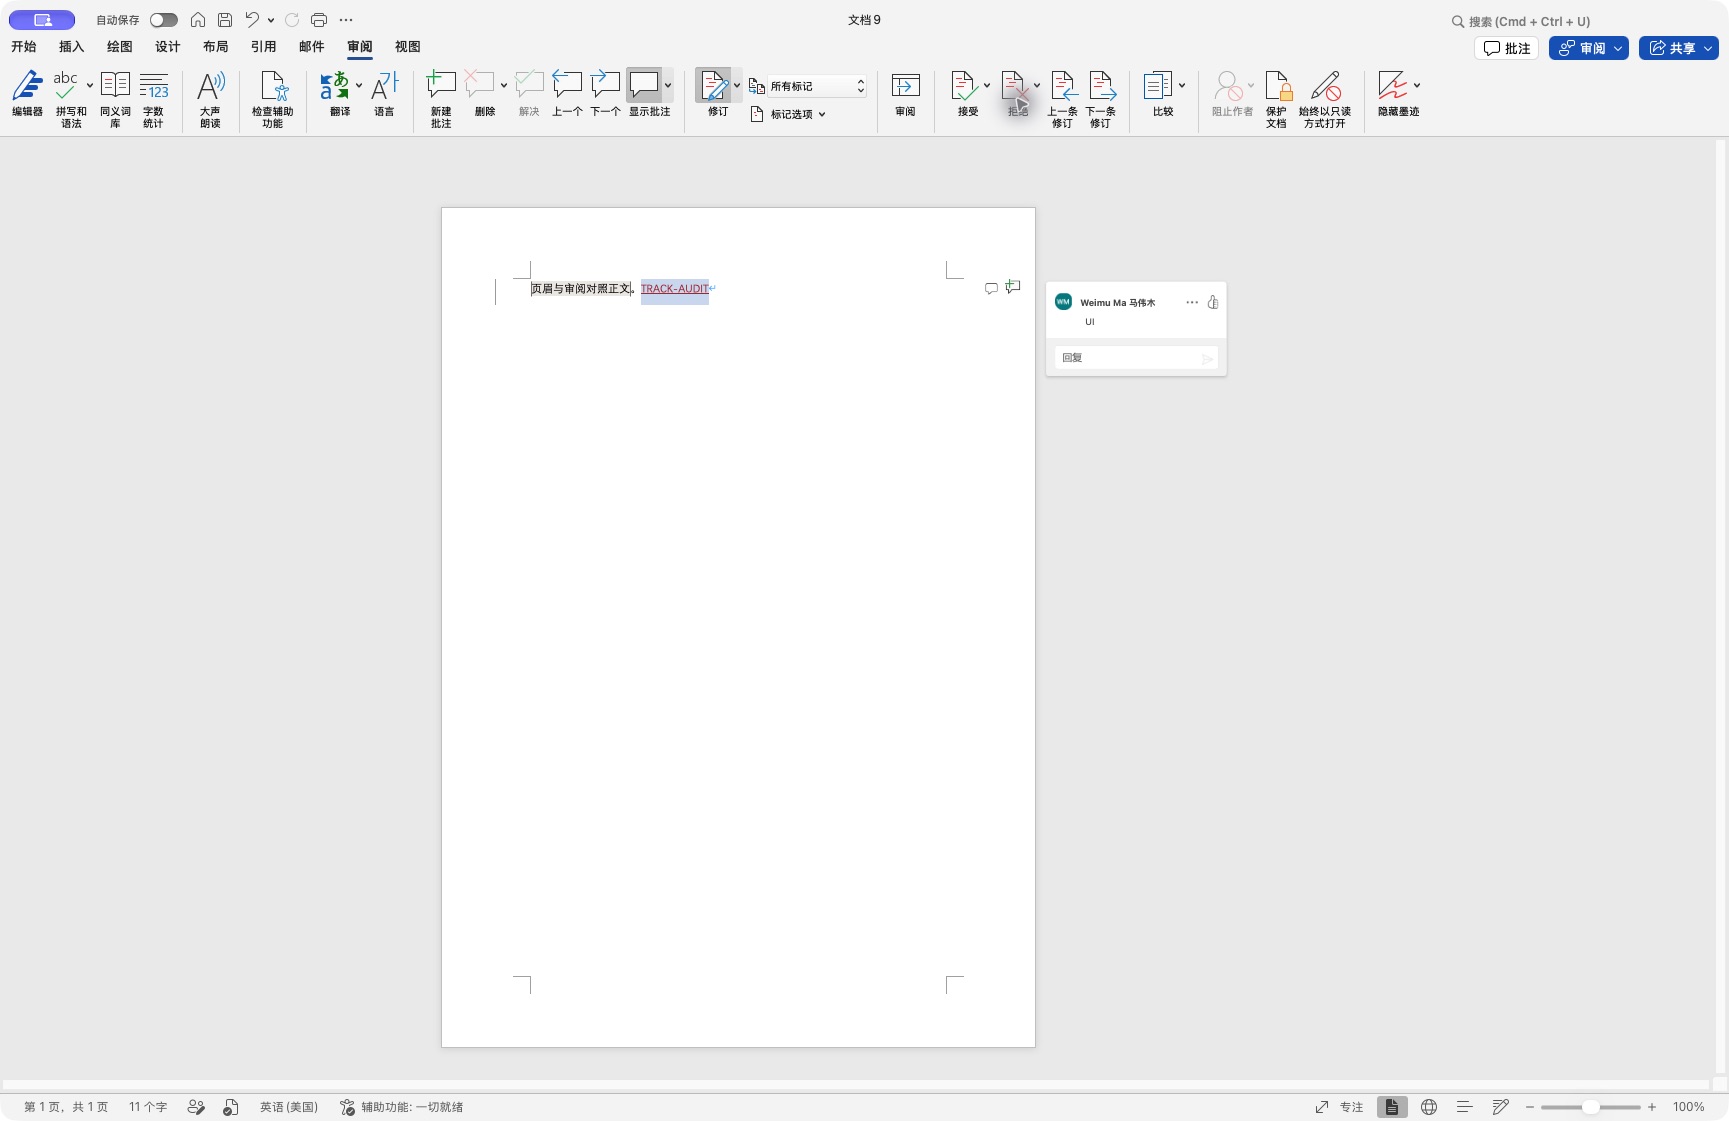 自动保存
文档 9
搜索 (Cmd + Ctrl + U)
开始 插入 绘图 设计 布局 引用 邮件 审阅 视图
批注 审阅 共享
编辑器
abc
拼写和语法
同义词库
123
字数统计
大声朗读
检查辅助功能
翻译
语言
新建批注
删除
解决
上一个
下一个
显示批注
修订
所有标记
标记选项
审阅
接受
拒绝
上一条修订
下一条修订
比较
阻止作者
保护文档
始终以只读方式打开
隐藏墨迹
页眉与审阅对照正文。TRACK-AUDIT
WM Weimu Ma 马伟木
UI
回复
第 1 页，共 1 页 11 个字 英语 (美国) 辅助功能: 一切就绪 专注 100%